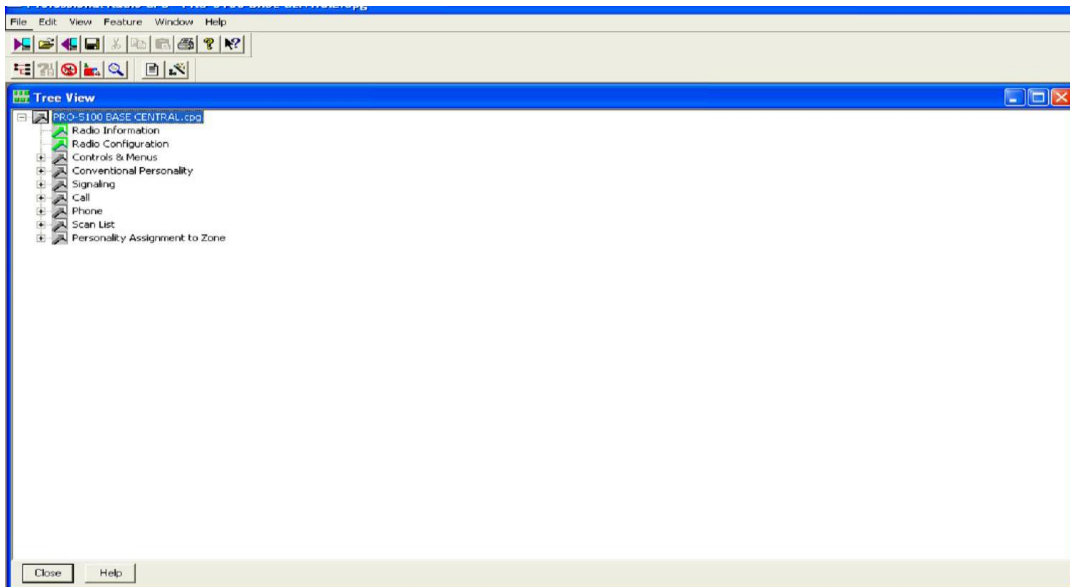 File Edit View Feature Window Help
Tree View
PRO-5100 BASE CENTRAL.cpg
Radio Information
Radio Configuration
Controls & Menus
Conventional Personality
Signaling
Call
Phone
Scan List
Personality Assignment to Zone
Close Help